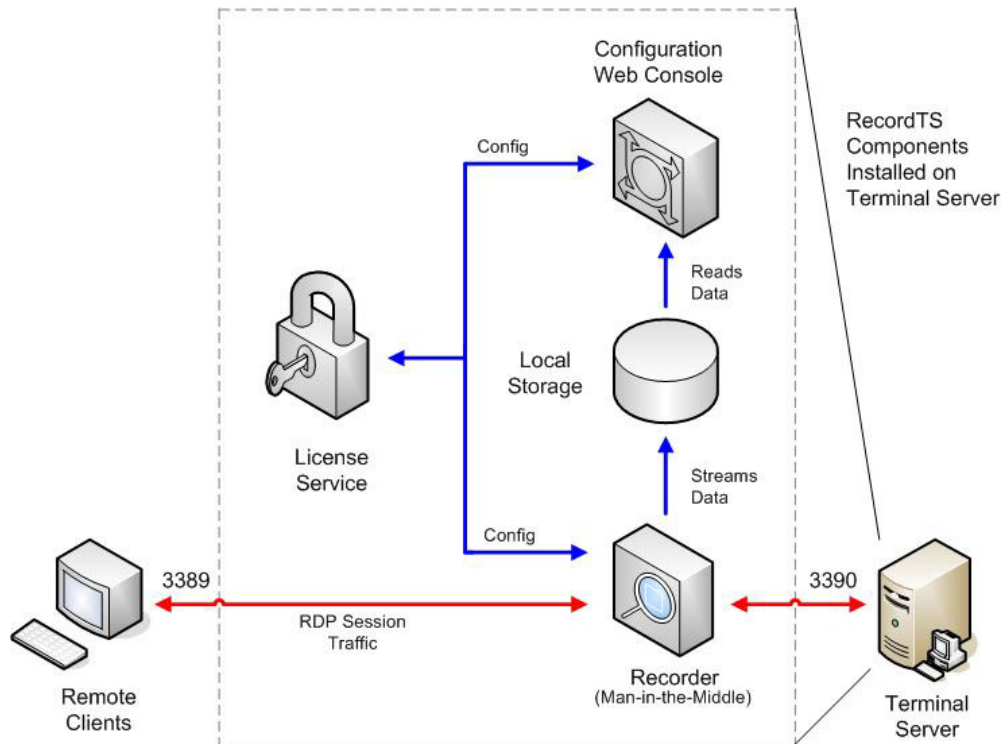 Configuration
Web Console
RecordTS
Components
Installed on
Terminal Server
Config
Reads
Data
Local
Storage
License
Service
Streams
Data
Config
3389
RDP Session
Traffic
3390
Remote
Clients
Recorder
(Man-in-the-Middle)
Terminal
Server